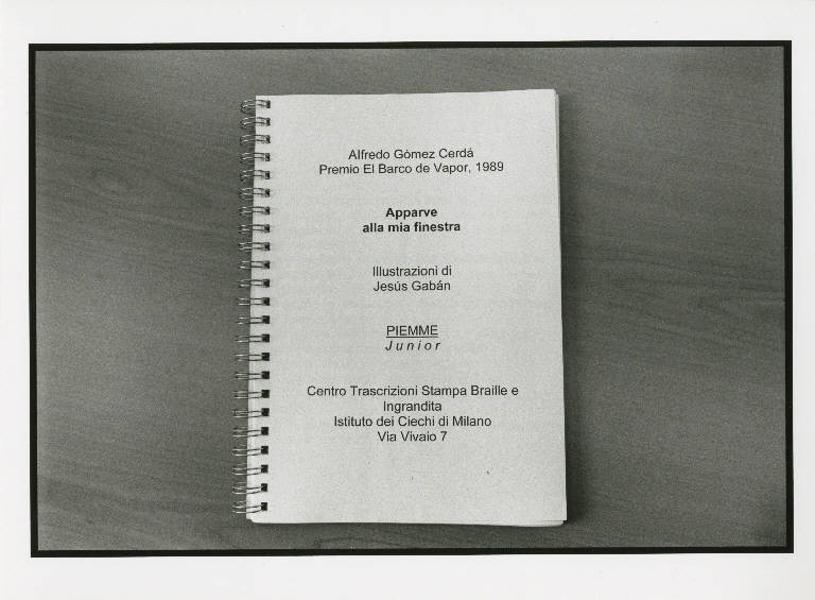 Alfredo Gòmez Cerdá
Premio El Barco de Vapor, 1989
Apparve
alla mia finestra
Illustrazioni di
Jesús Gabán
PIEMME
Junior
Centro Trascrizioni Stampa Braille e
Ingrandita
Istituto dei Ciechi di Milano
Via Vivaio 7